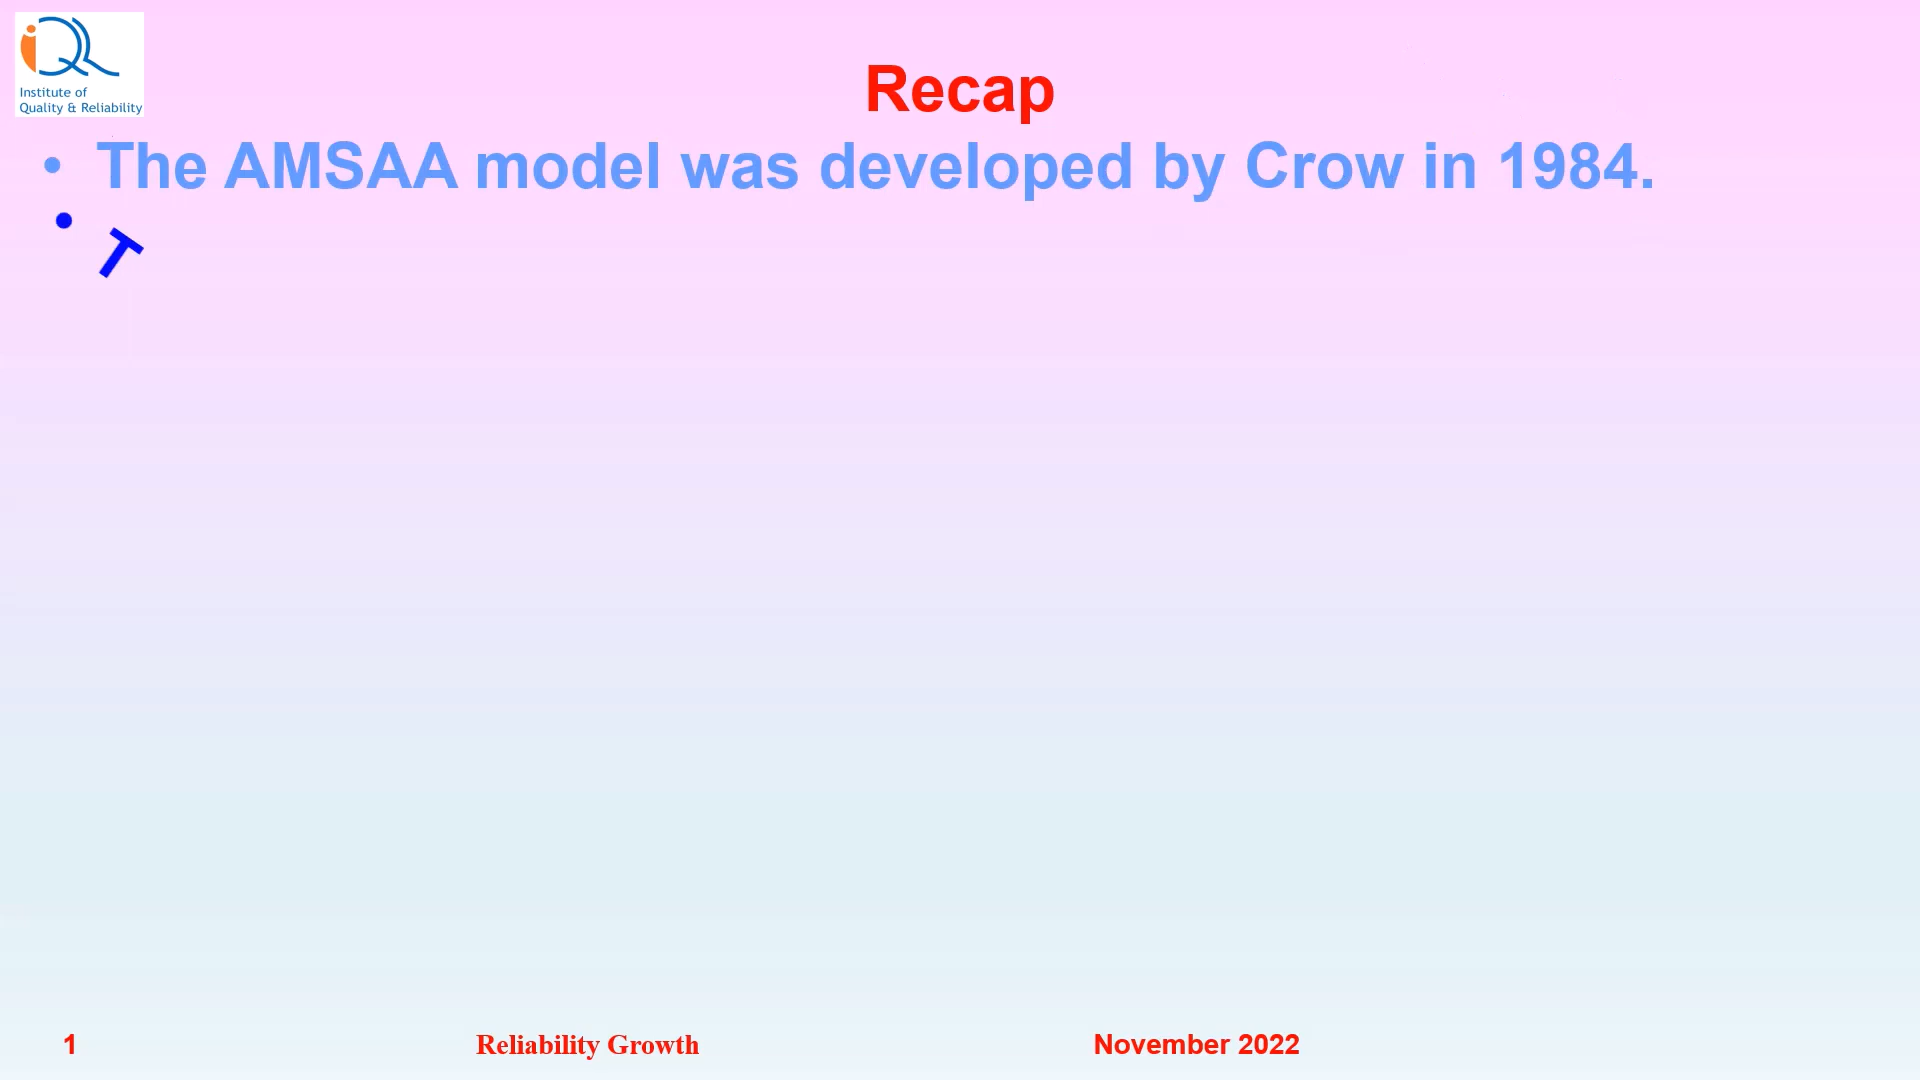 Institute of
Quality & Reliability
Recap
• The AMSAA model was developed by Crow in 1984.
• T
1 Reliability Growth November 2022